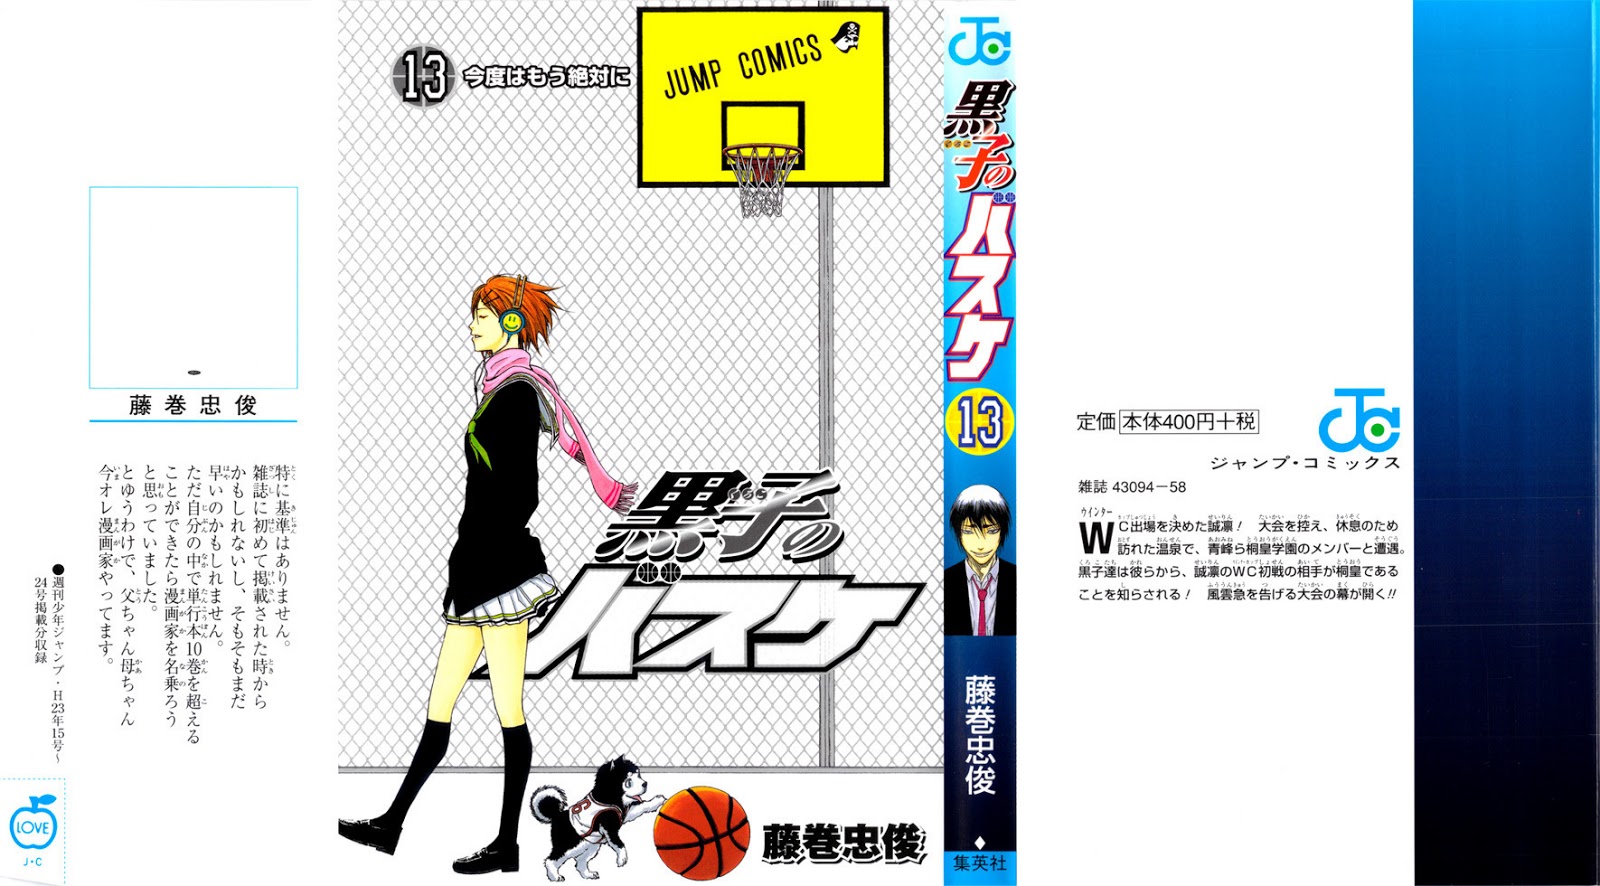 藤巻忠俊
特に基準はありません。
雑誌に初めて掲載された時から
かもしれないし、そもそもまだ
早いのかもしれません。
ただ自分の中で単行本10巻を超える
ことができたら漫画家を名乗ろう
と思っていました。
とゆうわけで、父ちゃん母ちゃん
今オレ漫画家やってます。
●週刊少年ジャンプ・H23年15号〜
24号掲載分収録
LOVE
J・C
13 今度はもう絶対に
JUMP COMICS
黒子の
バスケ
藤巻忠俊
6
JC
黒子の
バスケ
13
藤巻忠俊
集英社
定価 本体400円+税
JC
ジャンプ・コミックス
雑誌 43094-58
WC出場を決めた誠凛! 大会を控え、休息のため
訪れた温泉で、青峰ら桐皇学園のメンバーと遭遇。
黒子達は彼らから、誠凛のWC初戦の相手が桐皇である
ことを知らされる! 風雲急を告げる大会の幕が開く!!